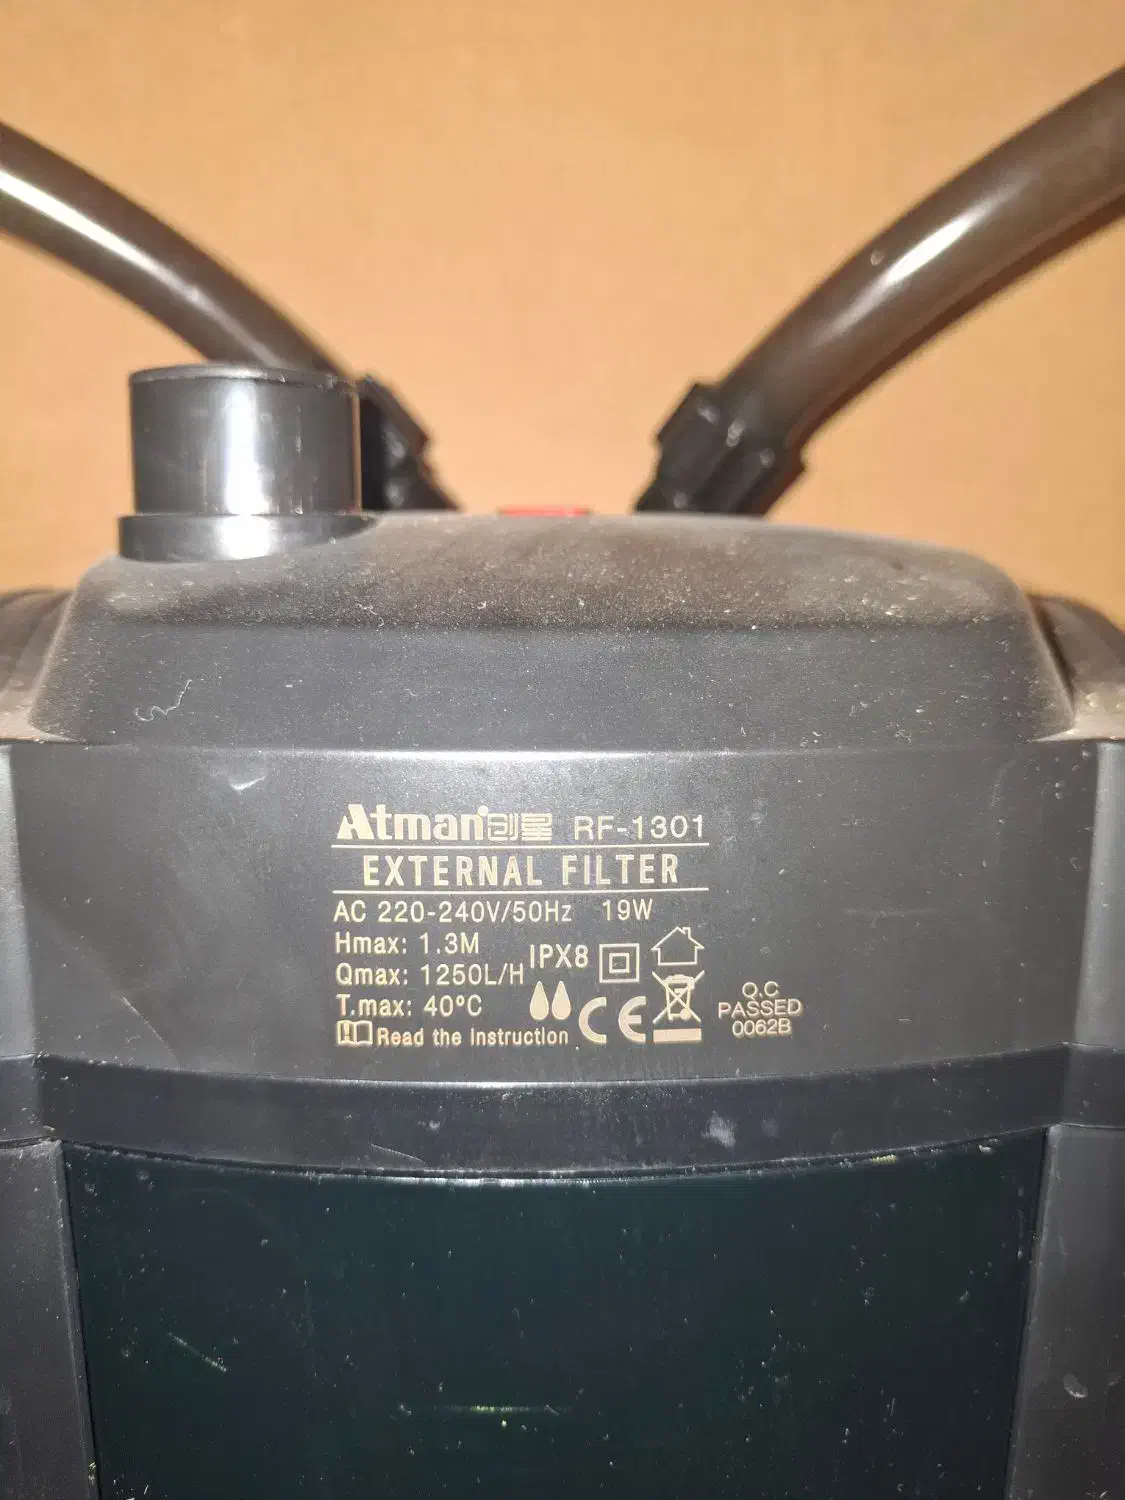 Atman创星 RF-1301
EXTERNAL FILTER
AC 220-240V/50Hz 19W
Hmax: 1.3M
Qmax: 1250L/H
T.max: 40ºC
Read the instruction
IPX8
CE
Q.C
PASSED
0062B